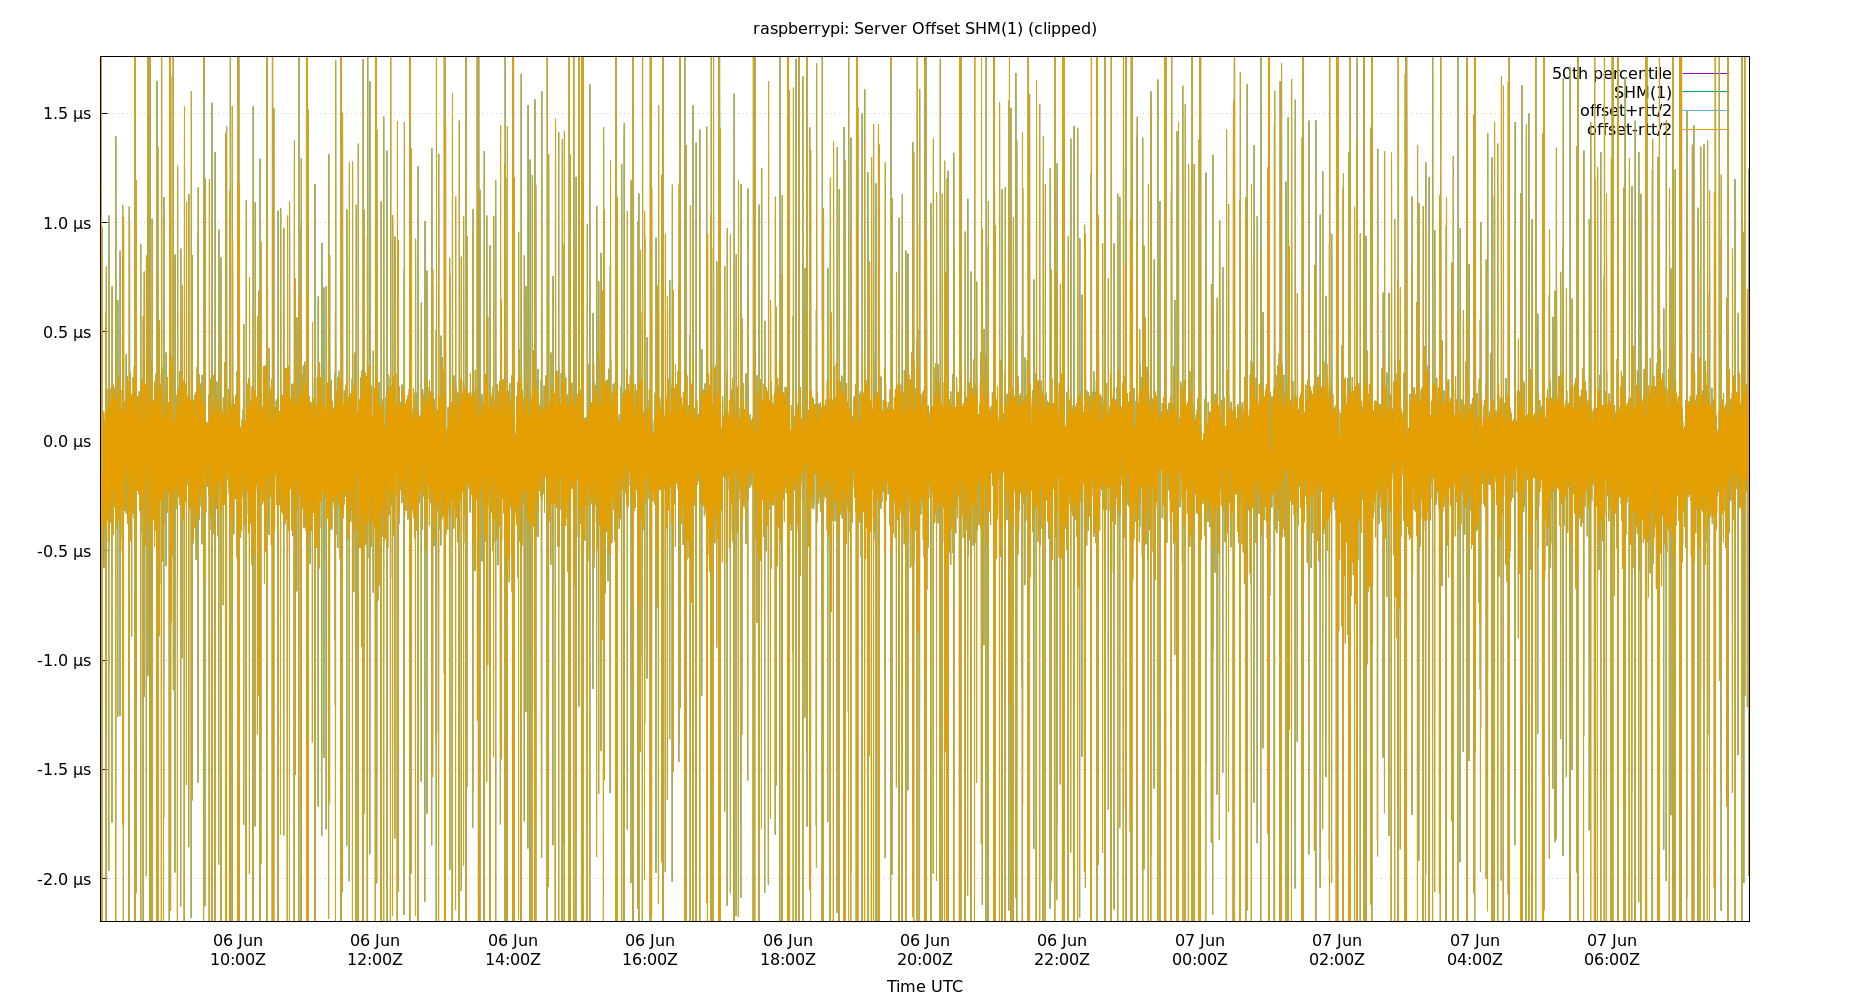 raspberrypi: Server Offset SHM(1) (clipped)
50th percentile
SHM(1)
offset+rtt/2
offset-rtt/2
1.5 µs
1.0 µs
0.5 µs
0.0 µs
-0.5 µs
-1.0 µs
-1.5 µs
-2.0 µs
06 Jun 06 Jun 06 Jun 06 Jun 06 Jun 06 Jun 06 Jun 07 Jun 07 Jun 07 Jun 07 Jun
10:00Z 12:00Z 14:00Z 16:00Z 18:00Z 20:00Z 22:00Z 00:00Z 02:00Z 04:00Z 06:00Z
Time UTC